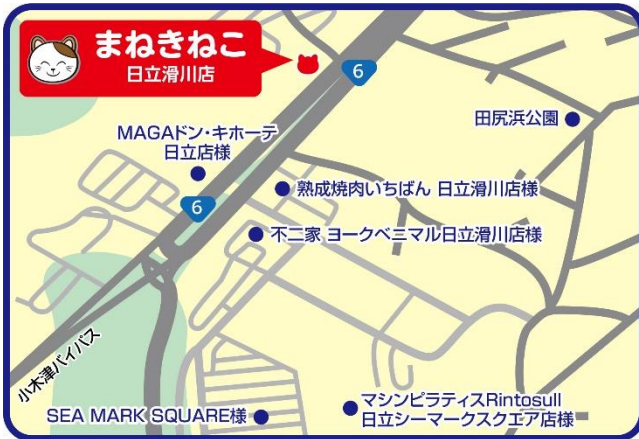 まねきねこ
日立滑川店
6
MAGAドン・キホーテ
日立店様
田尻浜公園
熟成焼肉いちばん 日立滑川店様
6
不二家 ヨークベニマル日立滑川店様
小木津バイパス
マシンピラティスRintosull
日立シーマークスクエア店様
SEA MARK SQUARE様